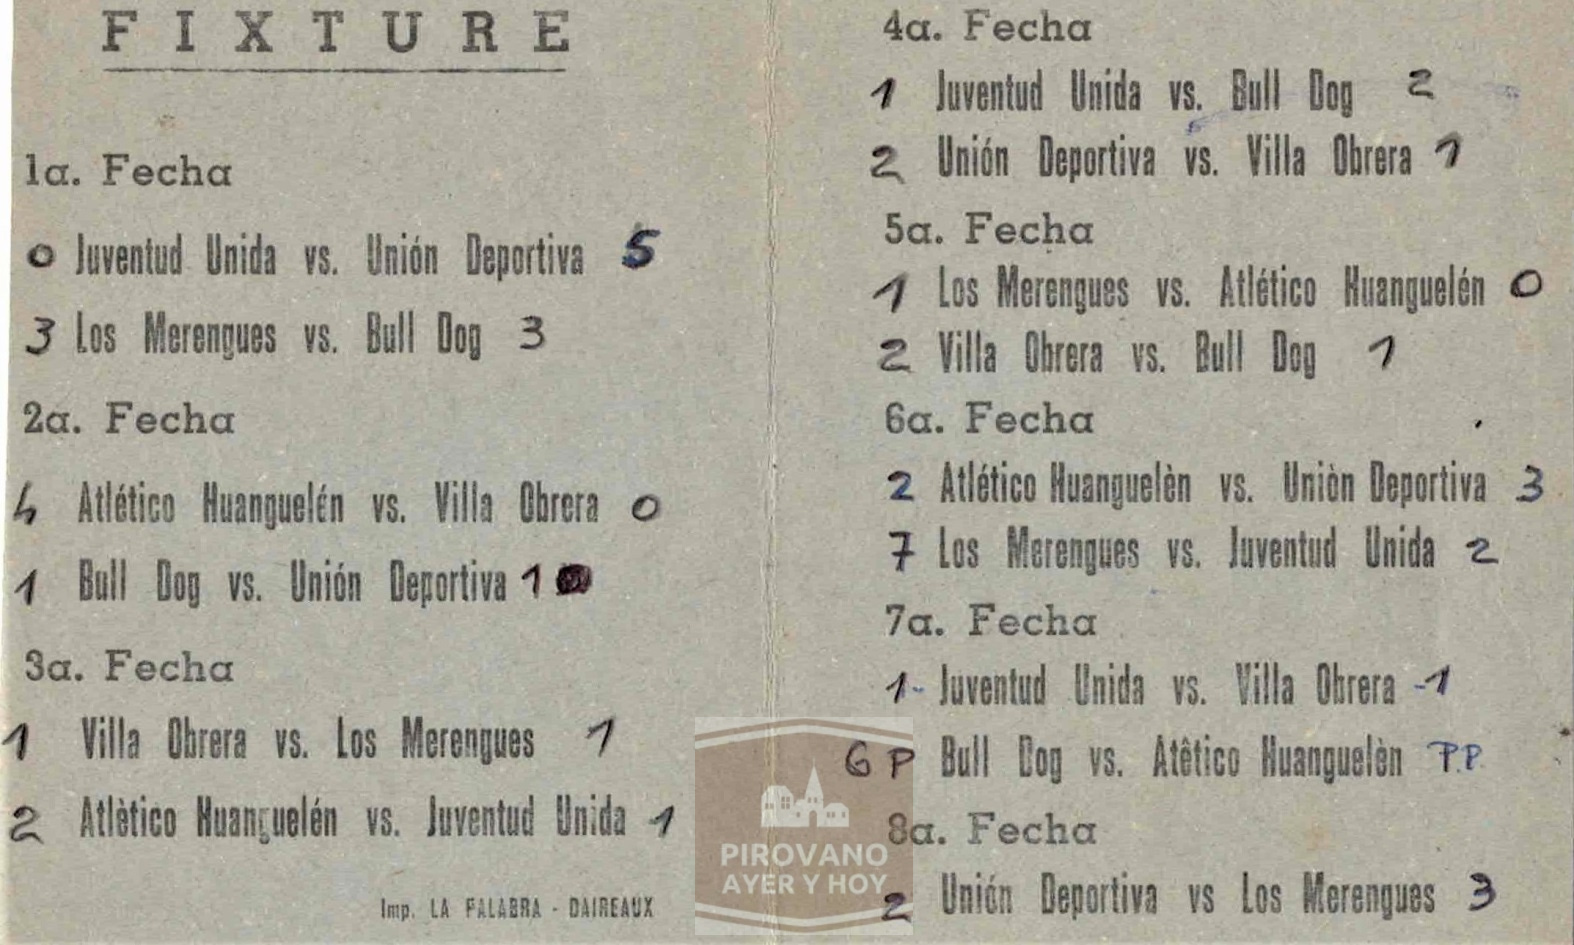 FIXTURE
1a. Fecha
0 Juventud Unida vs. Unión Deportiva 5
3 Los Merengues vs. Bull Dog 3
2a. Fecha
4 Atlético Huanguelén vs. Villa Obrera 0
1 Bull Dog vs. Unión Deportiva 1
3a. Fecha
1 Villa Obrera vs. Los Merengues 1
2 Atlètico Huanguelén vs. Juventud Unida 1
Imp. LA PALABRA - DAIREAUX
4a. Fecha
1 Juventud Unida vs. Bull Dog 2
2 Unión Deportiva vs. Villa Obrera 1
5a. Fecha
1 Los Merengues vs. Atlético Huanguelén 0
2 Villa Obrera vs. Bull Dog 1
6a. Fecha
2 Atlético Huanguelèn vs. Uniòn Deportiva 3
7 Los Merengues vs. Juventud Unida 2
7a. Fecha
1- Juventud Unida vs. Villa Obrera -1
G P Bull Dog vs. Atêtico Huanguelèn P.P.
8a. Fecha
2 Unión Deportiva vs Los Merengues 3
PIROVANO
AYER Y HOY